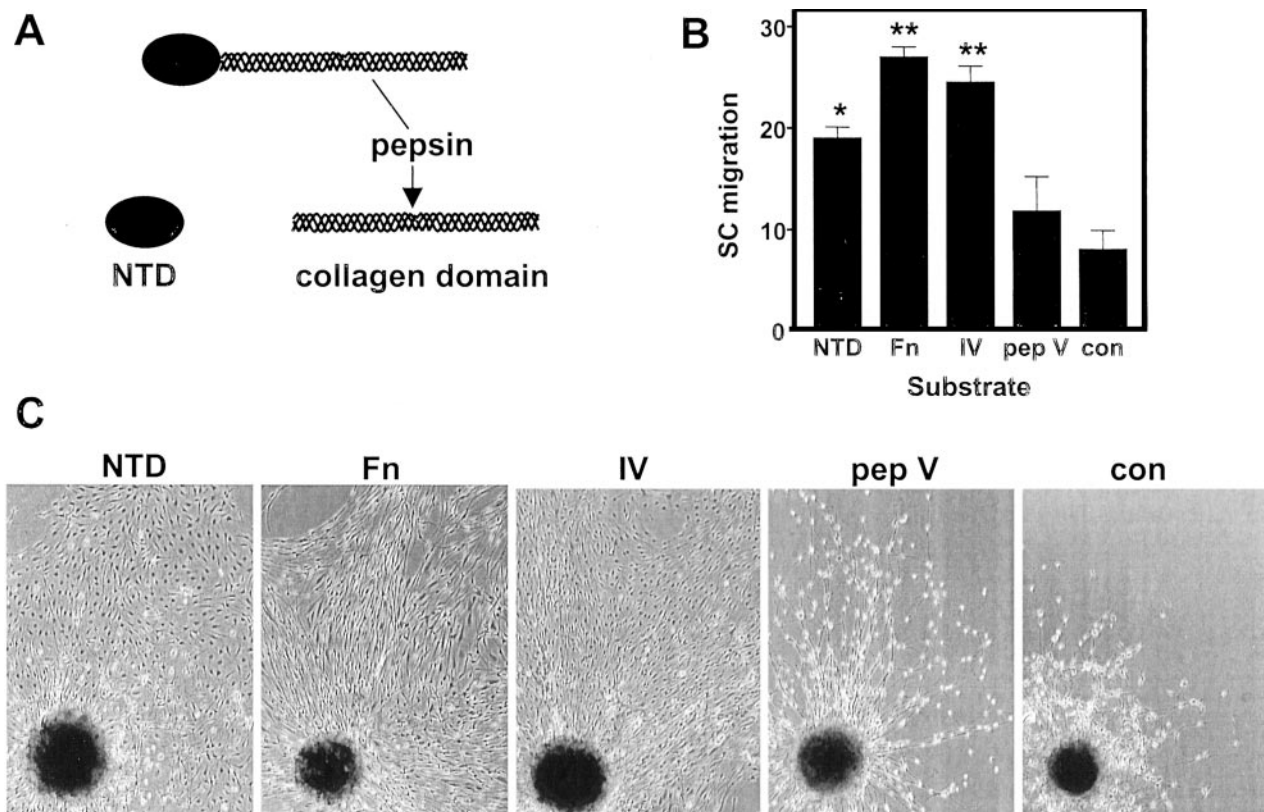 A
pepsin
NTD
collagen domain
B
SC migration
30
20
10
0
*
**
**
NTD Fn IV pep V con
Substrate
C
NTD Fn IV pep V con